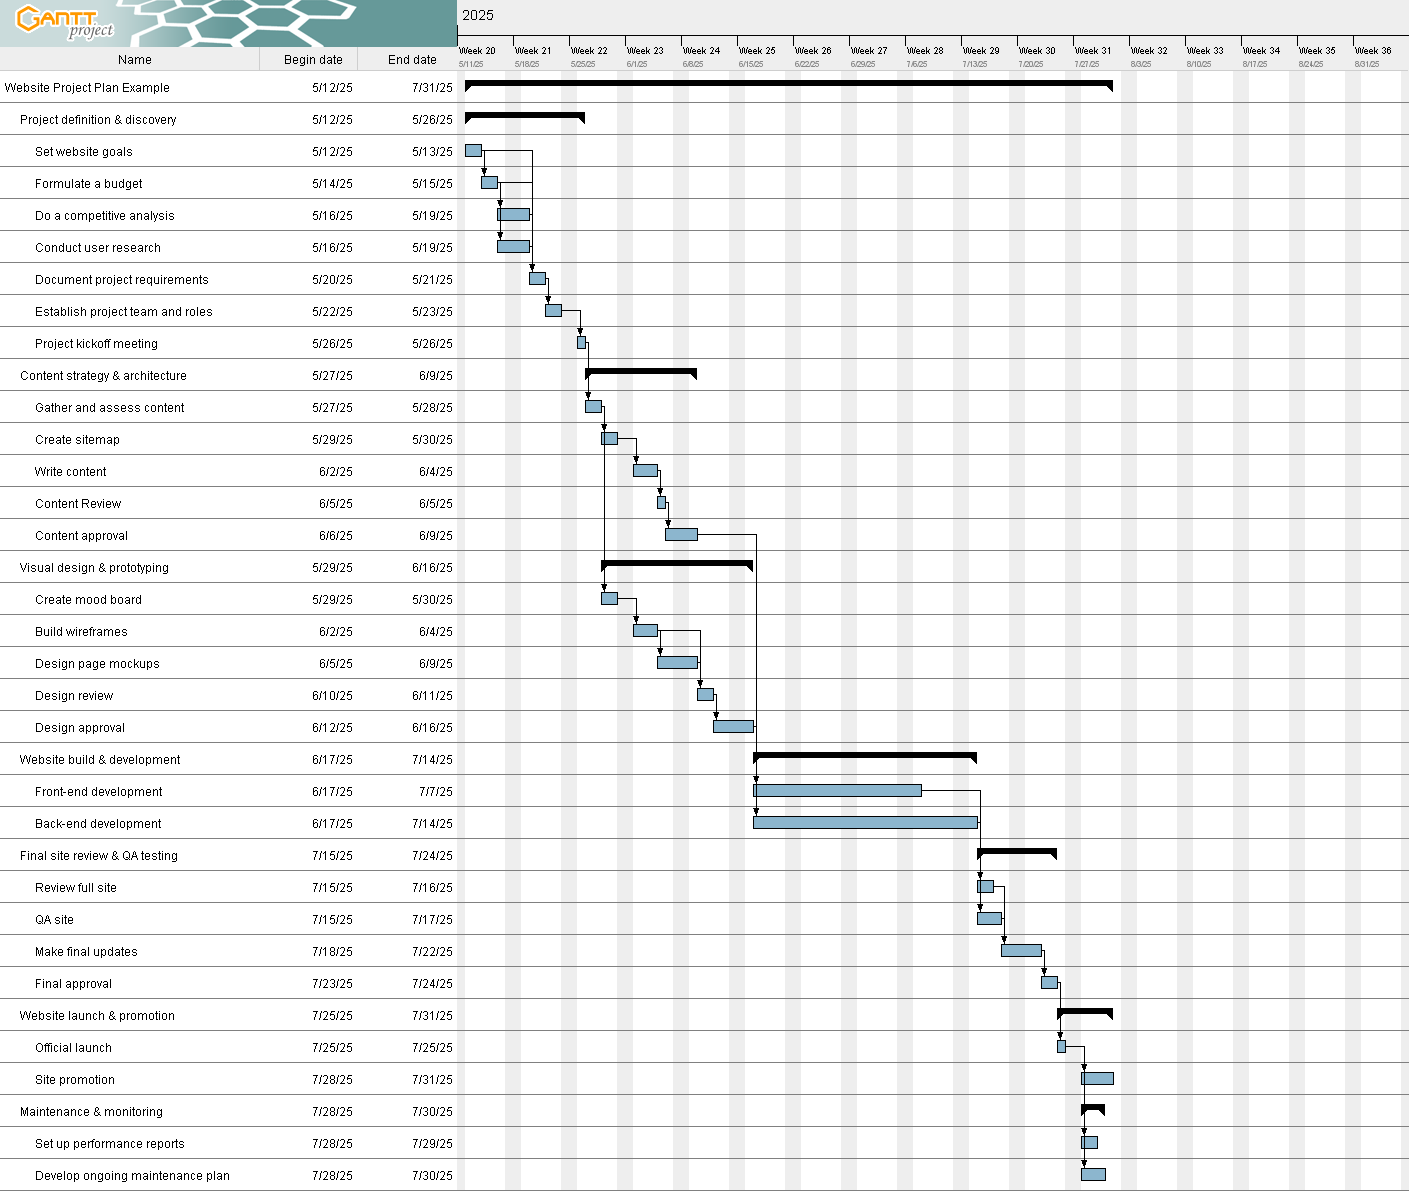 GANTT project
2025
Week 20 Week 21 Week 22 Week 23 Week 24 Week 25 Week 26 Week 27 Week 28 Week 29 Week 30 Week 31 Week 32 Week 33 Week 34 Week 35 Week 36
Name Begin date End date 5/11/25 5/18/25 5/25/25 6/1/25 6/8/25 6/15/25 6/22/25 6/29/25 7/6/25 7/13/25 7/20/25 7/27/25 8/3/25 8/10/25 8/17/25 8/24/25 8/31/25
Website Project Plan Example 5/12/25 7/31/25
Project definition & discovery 5/12/25 5/26/25
Set website goals 5/12/25 5/13/25
Formulate a budget 5/14/25 5/15/25
Do a competitive analysis 5/16/25 5/19/25
Conduct user research 5/16/25 5/19/25
Document project requirements 5/20/25 5/21/25
Establish project team and roles 5/22/25 5/23/25
Project kickoff meeting 5/26/25 5/26/25
Content strategy & architecture 5/27/25 6/9/25
Gather and assess content 5/27/25 5/28/25
Create sitemap 5/29/25 5/30/25
Write content 6/2/25 6/4/25
Content Review 6/5/25 6/5/25
Content approval 6/6/25 6/9/25
Visual design & prototyping 5/29/25 6/16/25
Create mood board 5/29/25 5/30/25
Build wireframes 6/2/25 6/4/25
Design page mockups 6/5/25 6/9/25
Design review 6/10/25 6/11/25
Design approval 6/12/25 6/16/25
Website build & development 6/17/25 7/14/25
Front-end development 6/17/25 7/7/25
Back-end development 6/17/25 7/14/25
Final site review & QA testing 7/15/25 7/24/25
Review full site 7/15/25 7/16/25
QA site 7/15/25 7/17/25
Make final updates 7/18/25 7/22/25
Final approval 7/23/25 7/24/25
Website launch & promotion 7/25/25 7/31/25
Official launch 7/25/25 7/25/25
Site promotion 7/28/25 7/31/25
Maintenance & monitoring 7/28/25 7/30/25
Set up performance reports 7/28/25 7/29/25
Develop ongoing maintenance plan 7/28/25 7/30/25